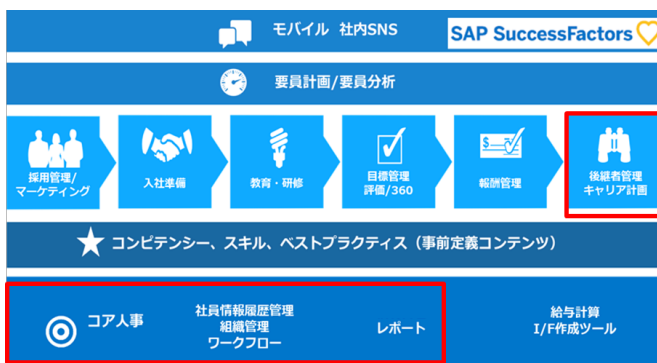 モバイル 社内SNS
SAP SuccessFactors
要員計画/要員分析
採用管理/
マーケティング
入社準備
教育・研修
目標管理
評価/360
報酬管理
後継者管理
キャリア計画
コンピテンシー、スキル、ベストプラクティス（事前定義コンテンツ）
コア人事
社員情報履歴管理
組織管理
ワークフロー
レポート
給与計算
I/F作成ツール